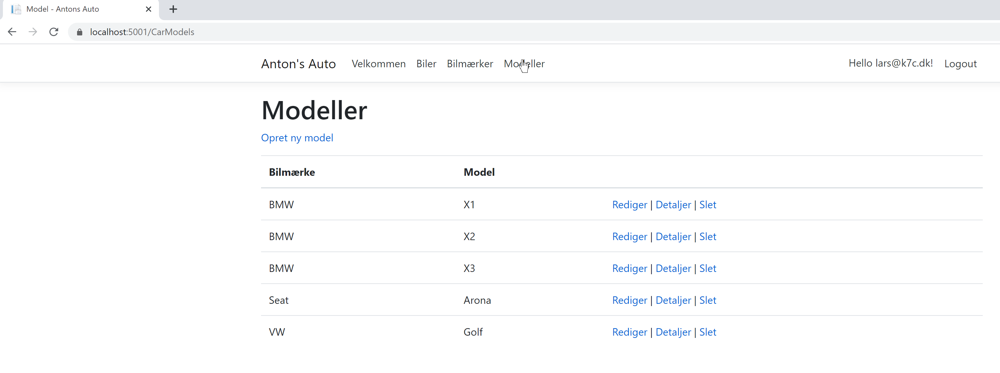 Model - Antons Auto
localhost:5001/CarModels
Anton's Auto Velkommen Biler Bilmærker Modeller Hello lars@k7c.dk! Logout
Modeller
Opret ny model
Bilmærke Model
BMW X1 Rediger | Detaljer | Slet
BMW X2 Rediger | Detaljer | Slet
BMW X3 Rediger | Detaljer | Slet
Seat Arona Rediger | Detaljer | Slet
VW Golf Rediger | Detaljer | Slet